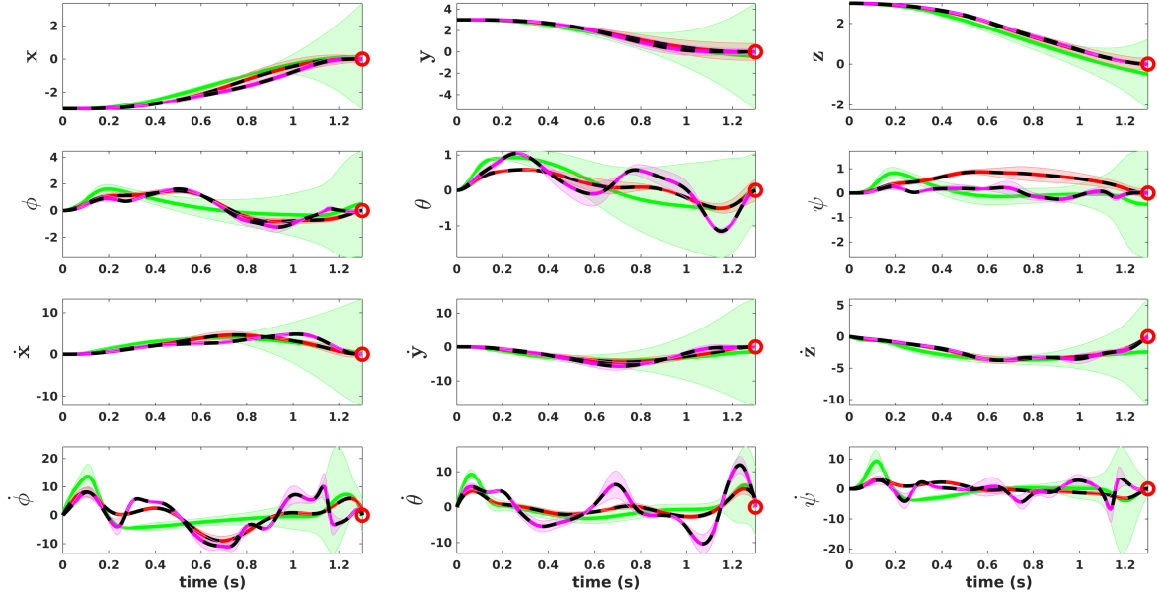 x 2 0 -2 0 0.2 0.4 0.6 0.8 1 1.2
y 4 2 0 -2 -4 0 0.2 0.4 0.6 0.8 1 1.2
z 2 0 2 0 0.2 0.4 0.6 0.8 1 1.2
ϕ 4 2 0 -2 0 0.2 0.4 0.6 0.8 1 1.2
θ 1 0 -1 0 0.2 0.4 0.6 0.8 1 1.2
ψ 1 0 -1 -2 0 0.2 0.4 0.6 0.8 1 1.2
ẋ 10 0 -10 0 0.2 0.4 0.6 0.8 1 1.2
ẏ 10 0 -10 0 0.2 0.4 0.6 0.8 1 1.2
ż 5 0 -5 -10 0 0.2 0.4 0.6 0.8 1 1.2
ϕ̇ 20 10 0 -10 0 0.2 0.4 0.6 0.8 1 1.2
θ̇ 10 0 -10 0 0.2 0.4 0.6 0.8 1 1.2
ψ̇ 10 0 -10 -20 0 0.2 0.4 0.6 0.8 1 1.2
time (s) time (s) time (s)